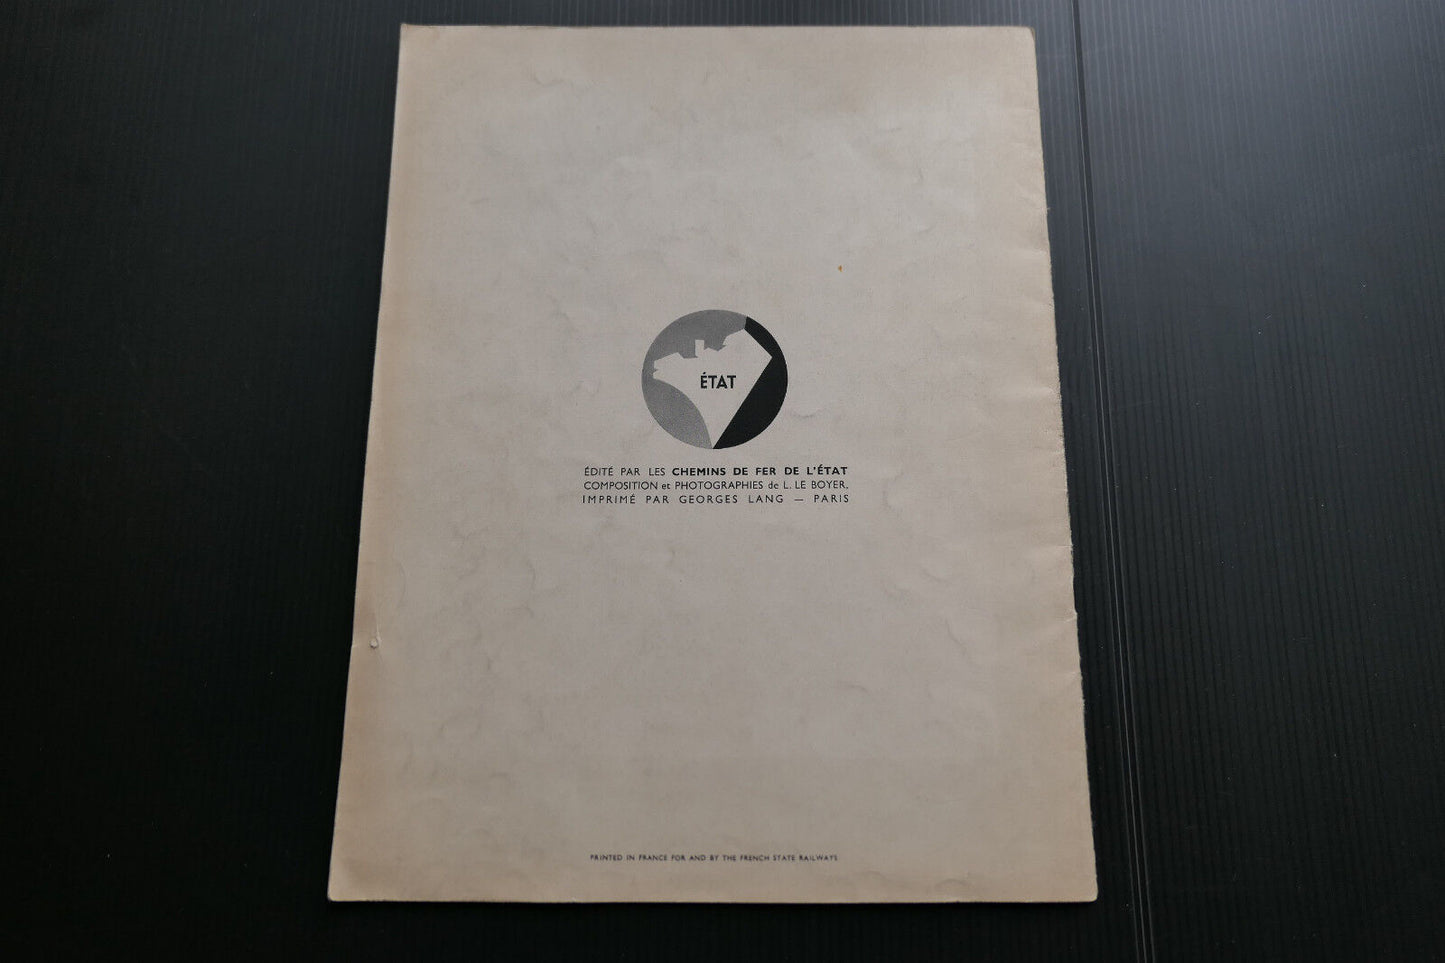 ÉTAT
ÉDITÉ PAR LES CHEMINS DE FER DE L'ÉTAT
COMPOSITION et PHOTOGRAPHIES de L. LE BOYER.
IMPRIMÉ PAR GEORGES LANG — PARIS
PRINTED IN FRANCE FOR AND BY THE FRENCH STATE RAILWAYS